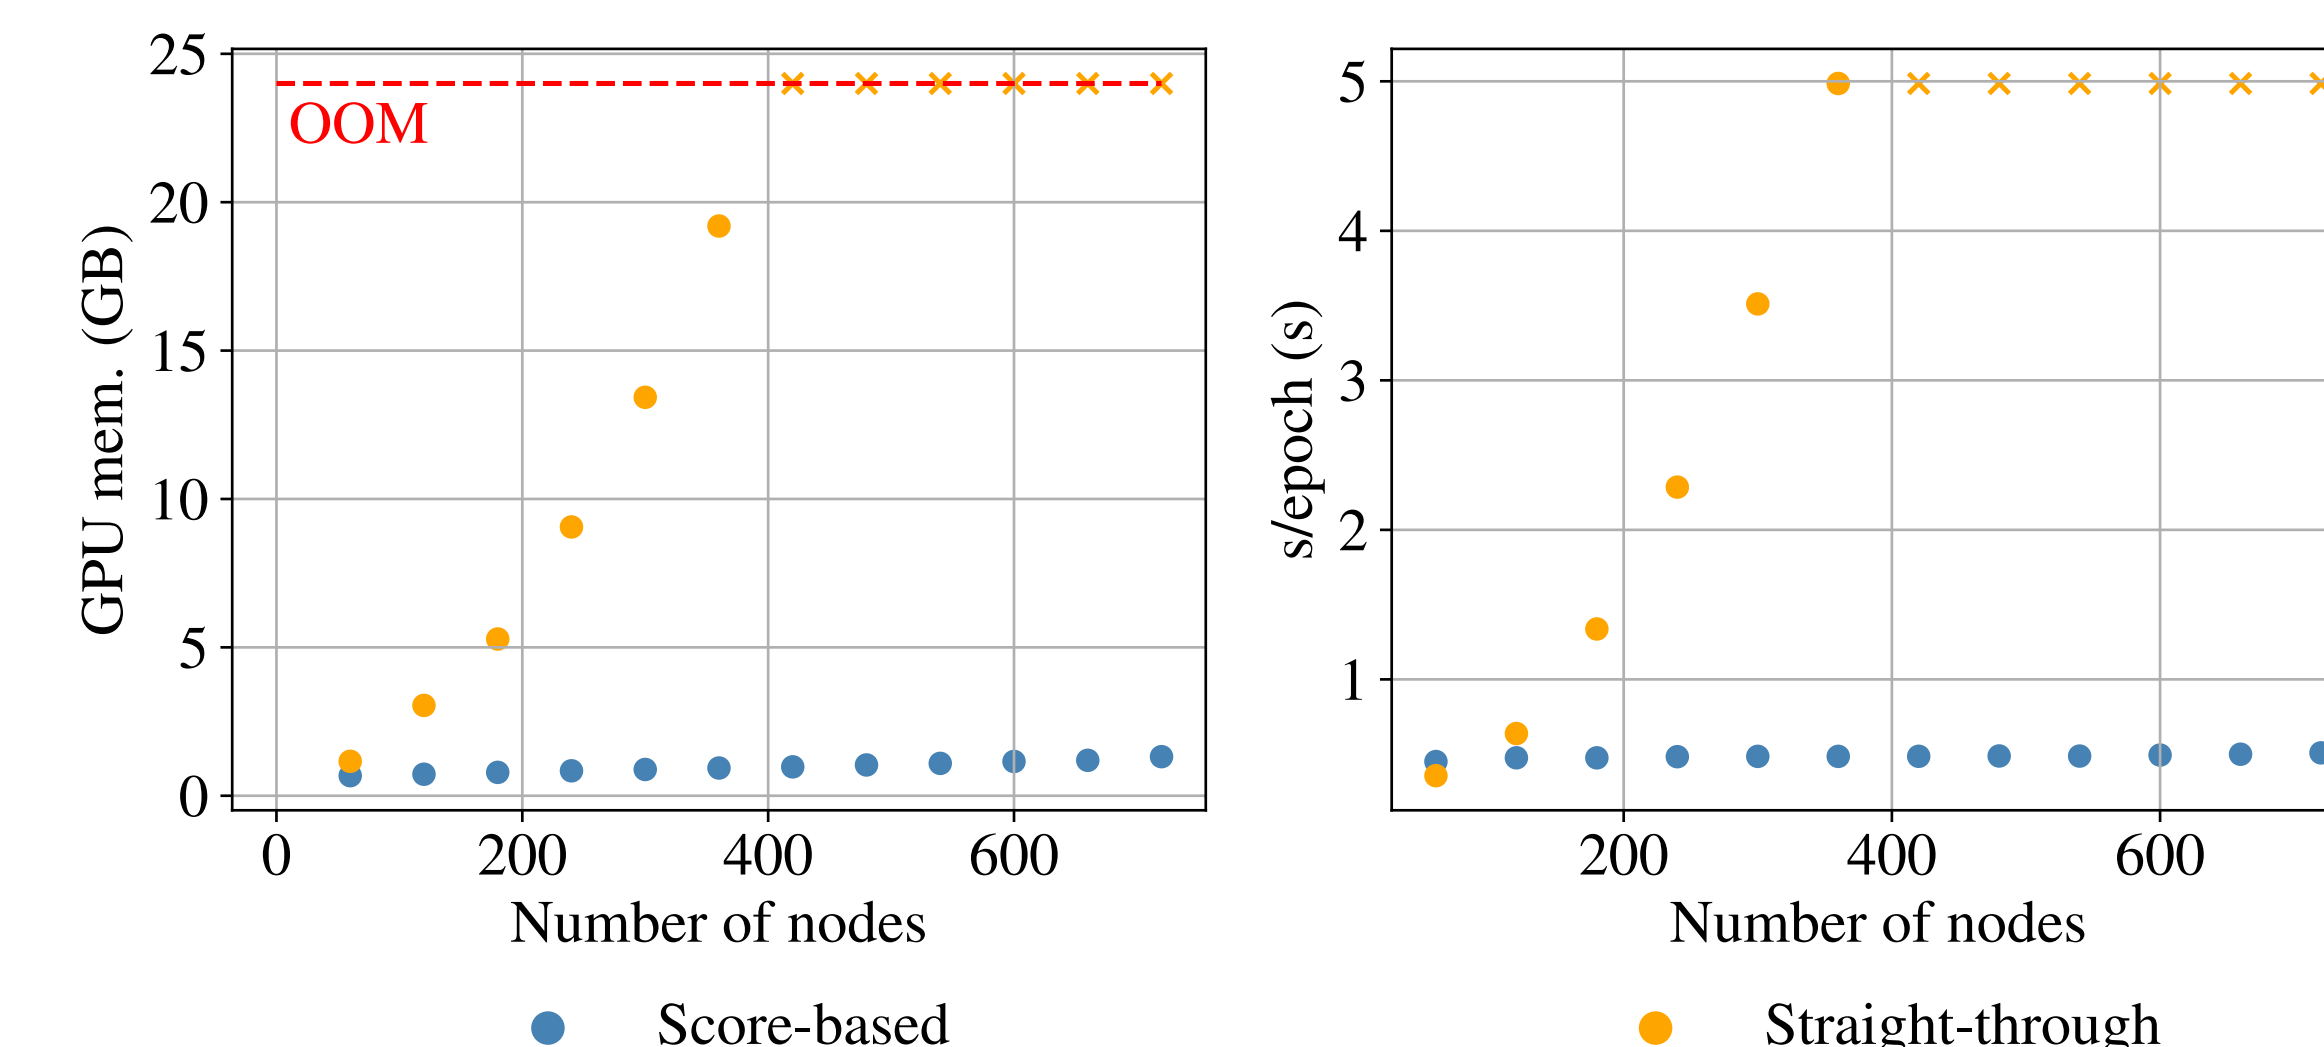 25
20
15
10
5
0
GPU mem. (GB)
OOM
0 200 400 600
Number of nodes
5
4
3
2
1
s/epoch (s)
200 400 600
Number of nodes
Score-based
Straight-through